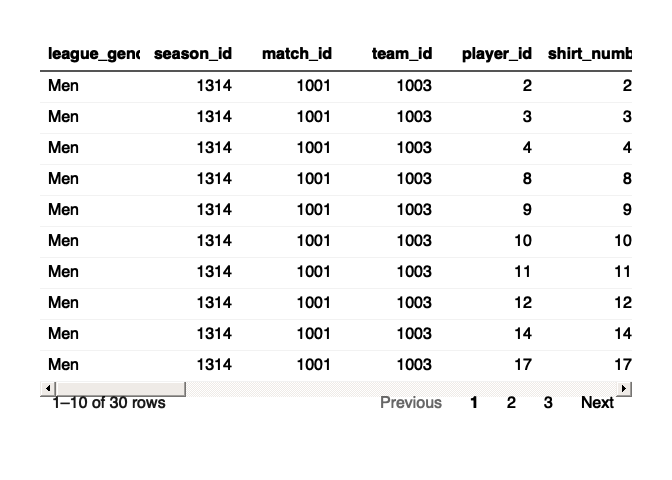 league_gend season_id match_id team_id player_id shirt_numb
Men 1314 1001 1003 2 2
Men 1314 1001 1003 3 3
Men 1314 1001 1003 4 4
Men 1314 1001 1003 8 8
Men 1314 1001 1003 9 9
Men 1314 1001 1003 10 10
Men 1314 1001 1003 11 11
Men 1314 1001 1003 12 12
Men 1314 1001 1003 14 14
Men 1314 1001 1003 17 17
1–10 of 30 rows Previous 1 2 3 Next